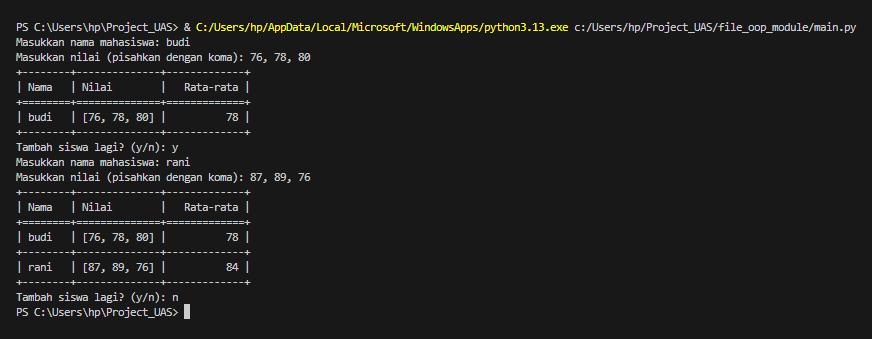 PS C:\Users\hp\Project_UAS> & C:/Users/hp/AppData/Local/Microsoft/WindowsApps/python3.13.exe c:/Users/hp/Project_UAS/file_oop_module/main.py
Masukkan nama mahasiswa: budi
Masukkan nilai (pisahkan dengan koma): 76, 78, 80
+--------+--------------+-------------+
| Nama   | Nilai        |   Rata-rata |
+========+==============+=============+
| budi   | [76, 78, 80] |          78 |
+--------+--------------+-------------+
Tambah siswa lagi? (y/n): y
Masukkan nama mahasiswa: rani
Masukkan nilai (pisahkan dengan koma): 87, 89, 76
+--------+--------------+-------------+
| Nama   | Nilai        |   Rata-rata |
+========+==============+=============+
| budi   | [76, 78, 80] |          78 |
+--------+--------------+-------------+
| rani   | [87, 89, 76] |          84 |
+--------+--------------+-------------+
Tambah siswa lagi? (y/n): n
PS C:\Users\hp\Project_UAS>